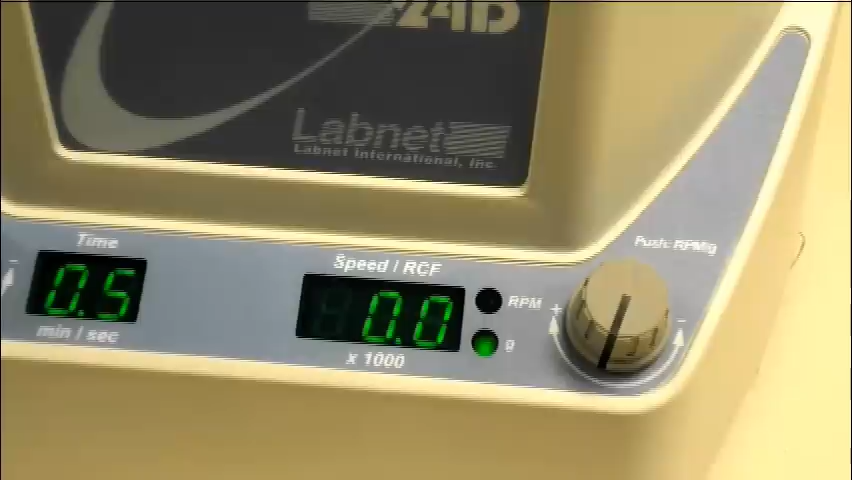 24D
Labnet
Labnet International, Inc.
Push: RPM/g
Time
Speed / RCF
0.5
0.0
RPM
+
-
-
g
min / sec
x 1000